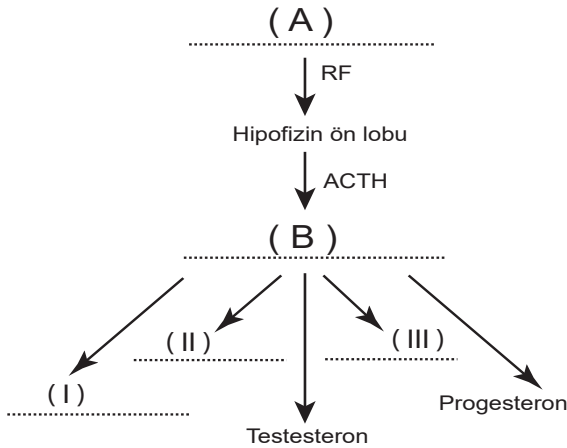 ( A )
RF
Hipofizin ön lobu
ACTH
( B )
( II )
( III )
( I )
Progesteron
Testesteron